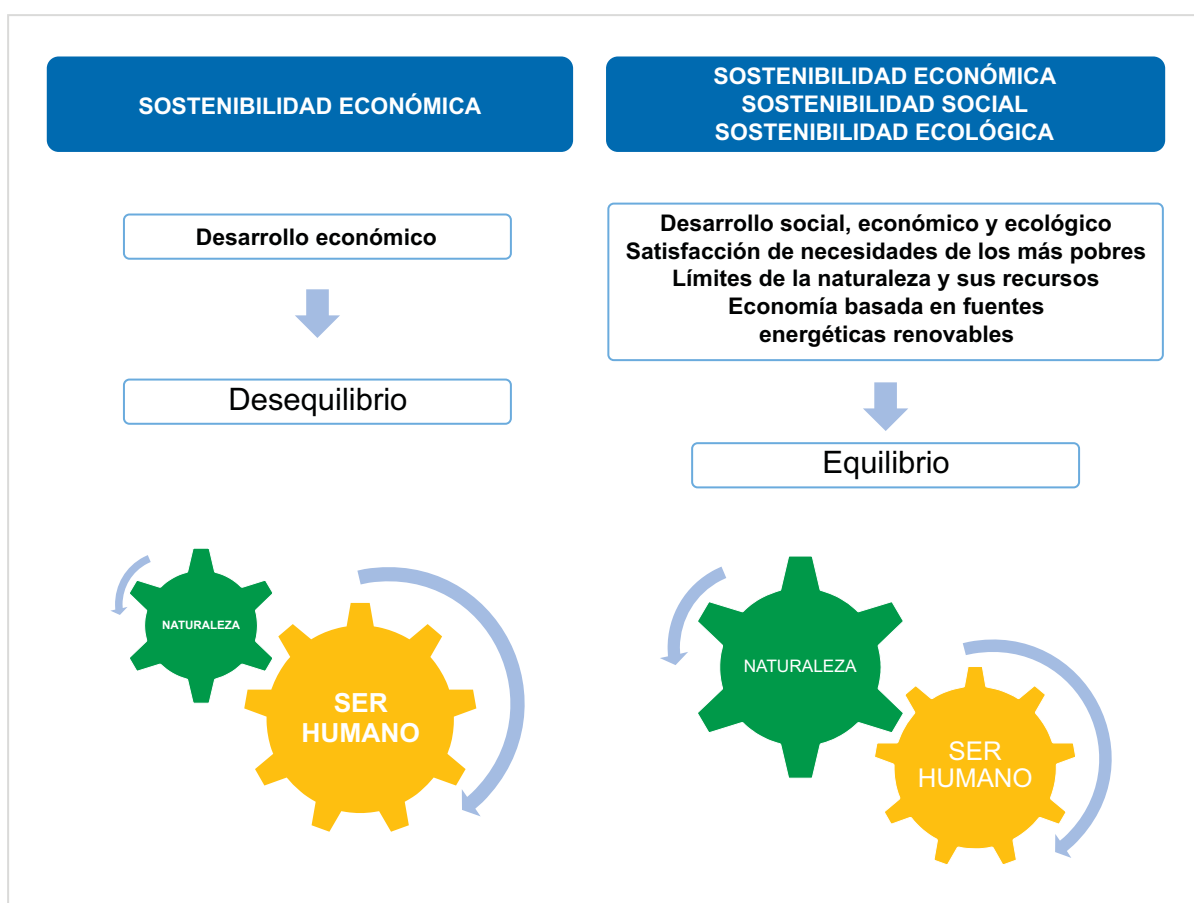 SOSTENIBILIDAD ECONÓMICA
Desarrollo económico
Desequilibrio
NATURALEZA
SER
HUMANO
SOSTENIBILIDAD ECONÓMICA
SOSTENIBILIDAD SOCIAL
SOSTENIBILIDAD ECOLÓGICA
Desarrollo social, económico y ecológico
Satisfacción de necesidades de los más pobres
Límites de la naturaleza y sus recursos
Economía basada en fuentes
energéticas renovables
Equilibrio
NATURALEZA
SER
HUMANO